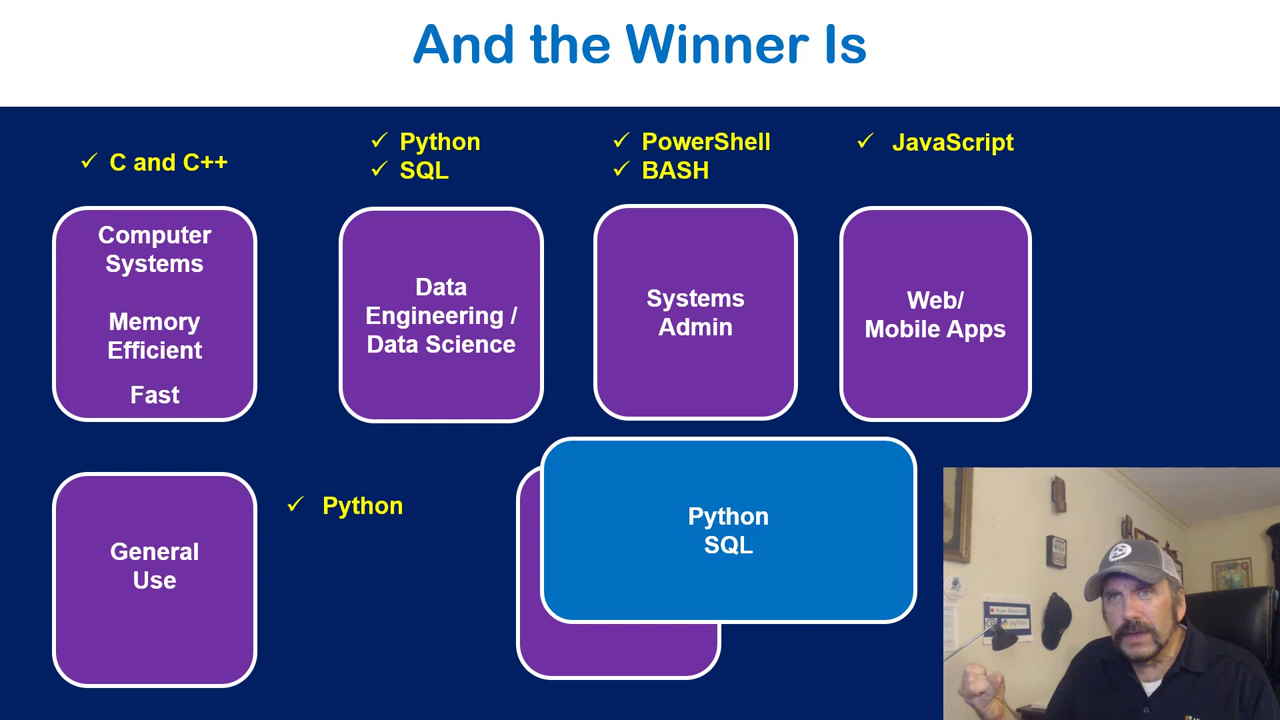 And the Winner Is
✓ C and C++
✓ Python
✓ SQL
✓ PowerShell
✓ BASH
✓ JavaScript
Computer
Systems
Memory
Efficient
Fast
Data
Engineering /
Data Science
Systems
Admin
Web/
Mobile Apps
General
Use
✓ Python
Python
SQL
python